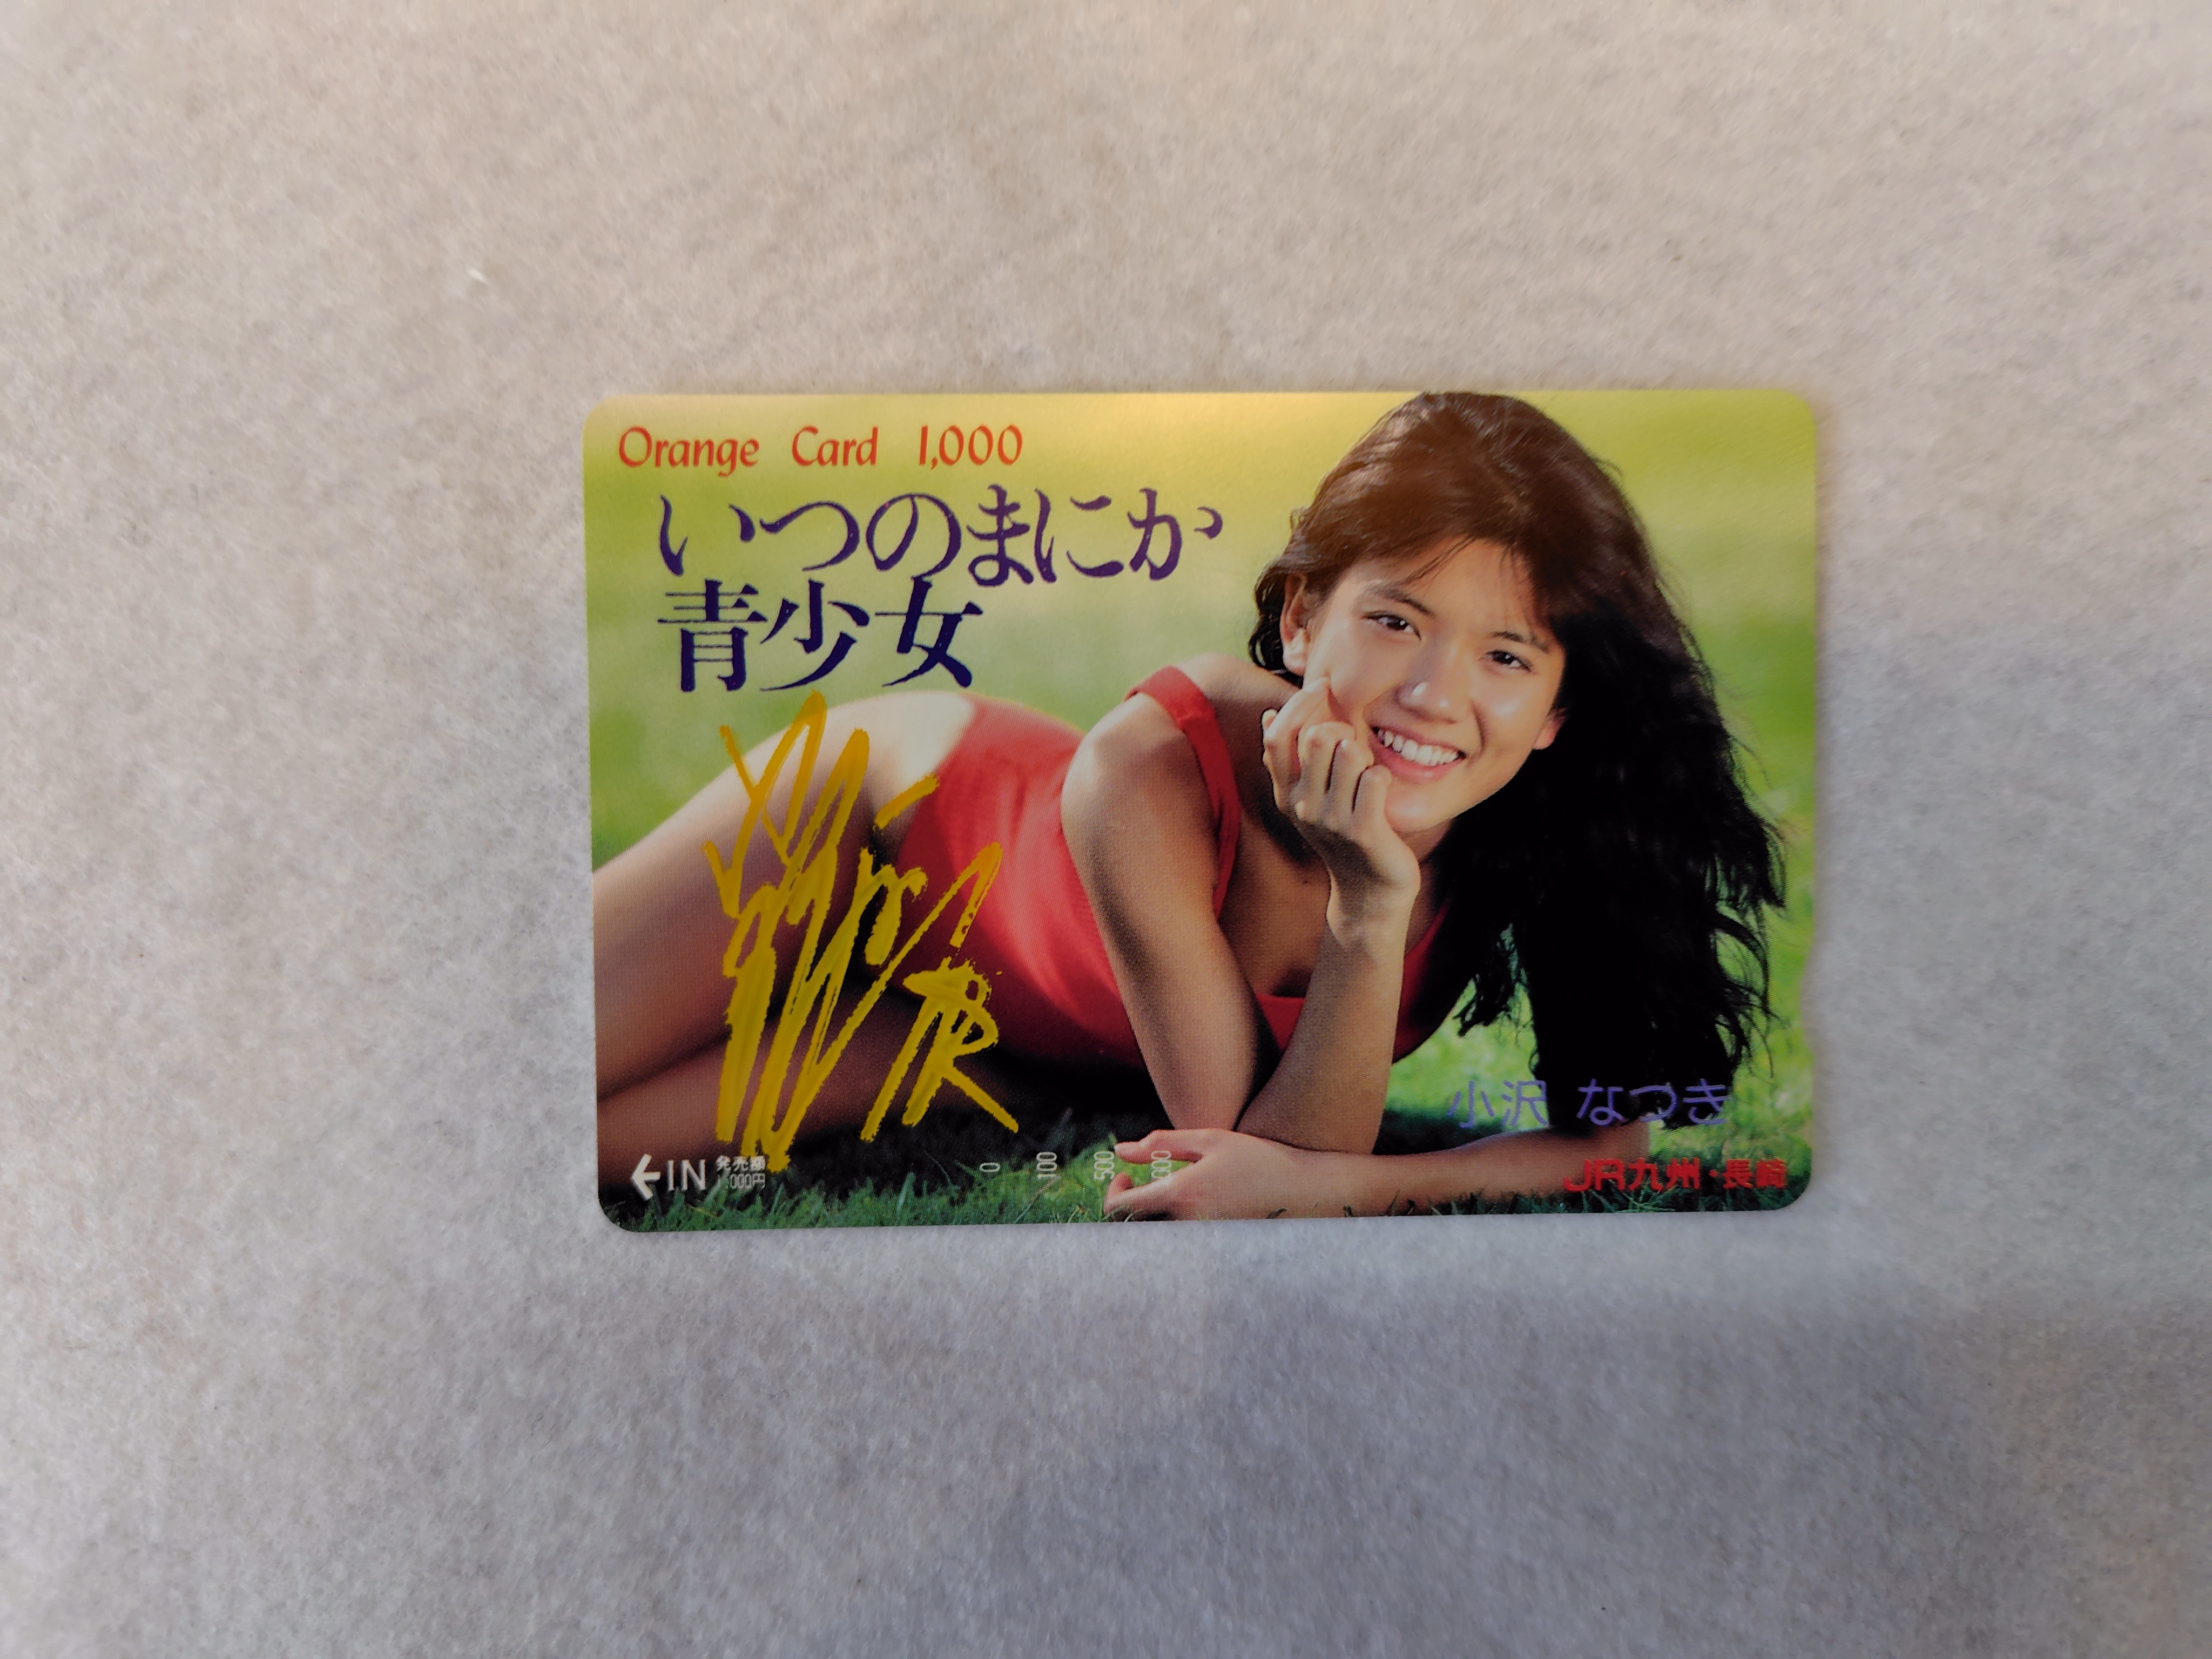 Orange Card 1,000
いつのまにか
青少女
小沢 なつき
JR九州・長崎
←IN 発売額
1,000円
0 100 500